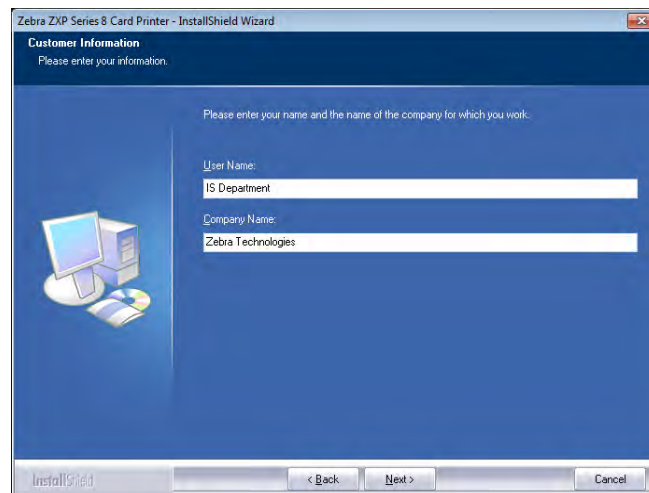 Zebra ZXP Series 8 Card Printer - InstallShield Wizard
Customer Information
Please enter your information.
Please enter your name and the name of the company for which you work.
User Name:
IS Department
Company Name:
Zebra Technologies
InstallShield
< Back
Next >
Cancel